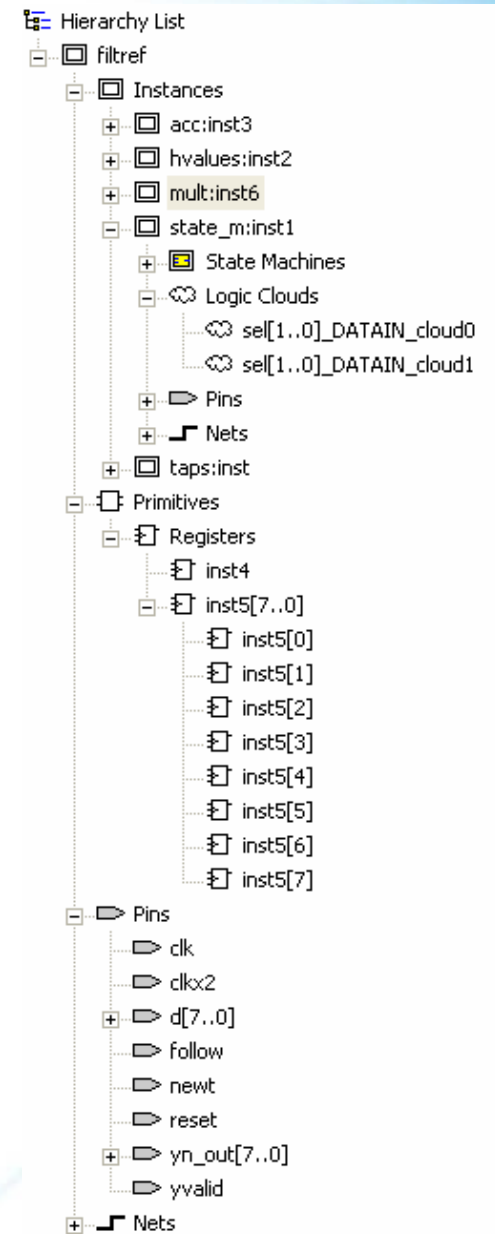 Hierarchy List
filtref
Instances
acc:inst3
hvalues:inst2
mult:inst6
state_m:inst1
State Machines
Logic Clouds
sel[1..0]_DATAIN_cloud0
sel[1..0]_DATAIN_cloud1
Pins
Nets
taps:inst
Primitives
Registers
inst4
inst5[7..0]
inst5[0]
inst5[1]
inst5[2]
inst5[3]
inst5[4]
inst5[5]
inst5[6]
inst5[7]
Pins
clk
clkx2
d[7..0]
follow
newt
reset
yn_out[7..0]
yvalid
Nets